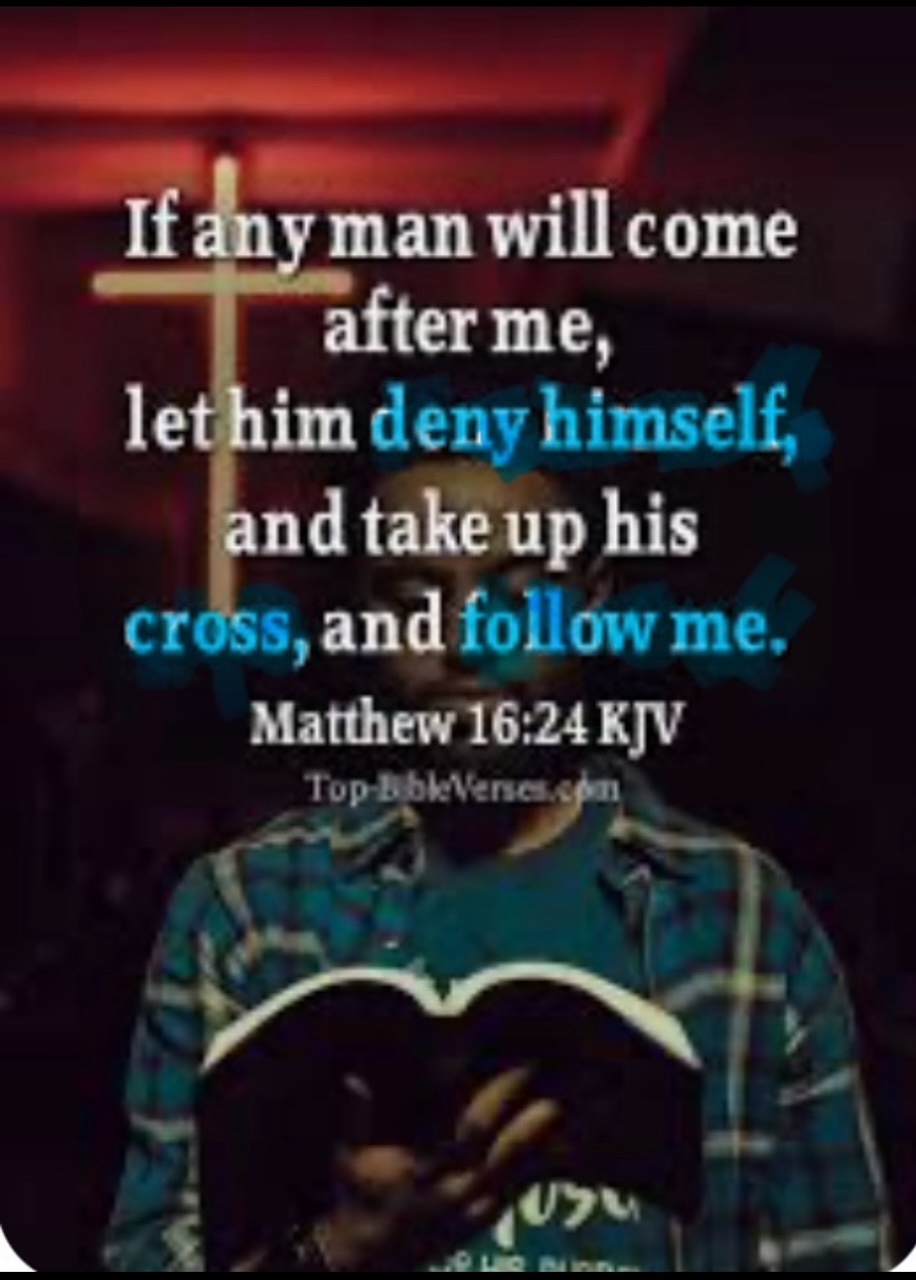 If any man will come
after me,
let him deny himself,
and take up his
cross, and follow me.
Matthew 16:24 KJV
Top-BibleVerses.com